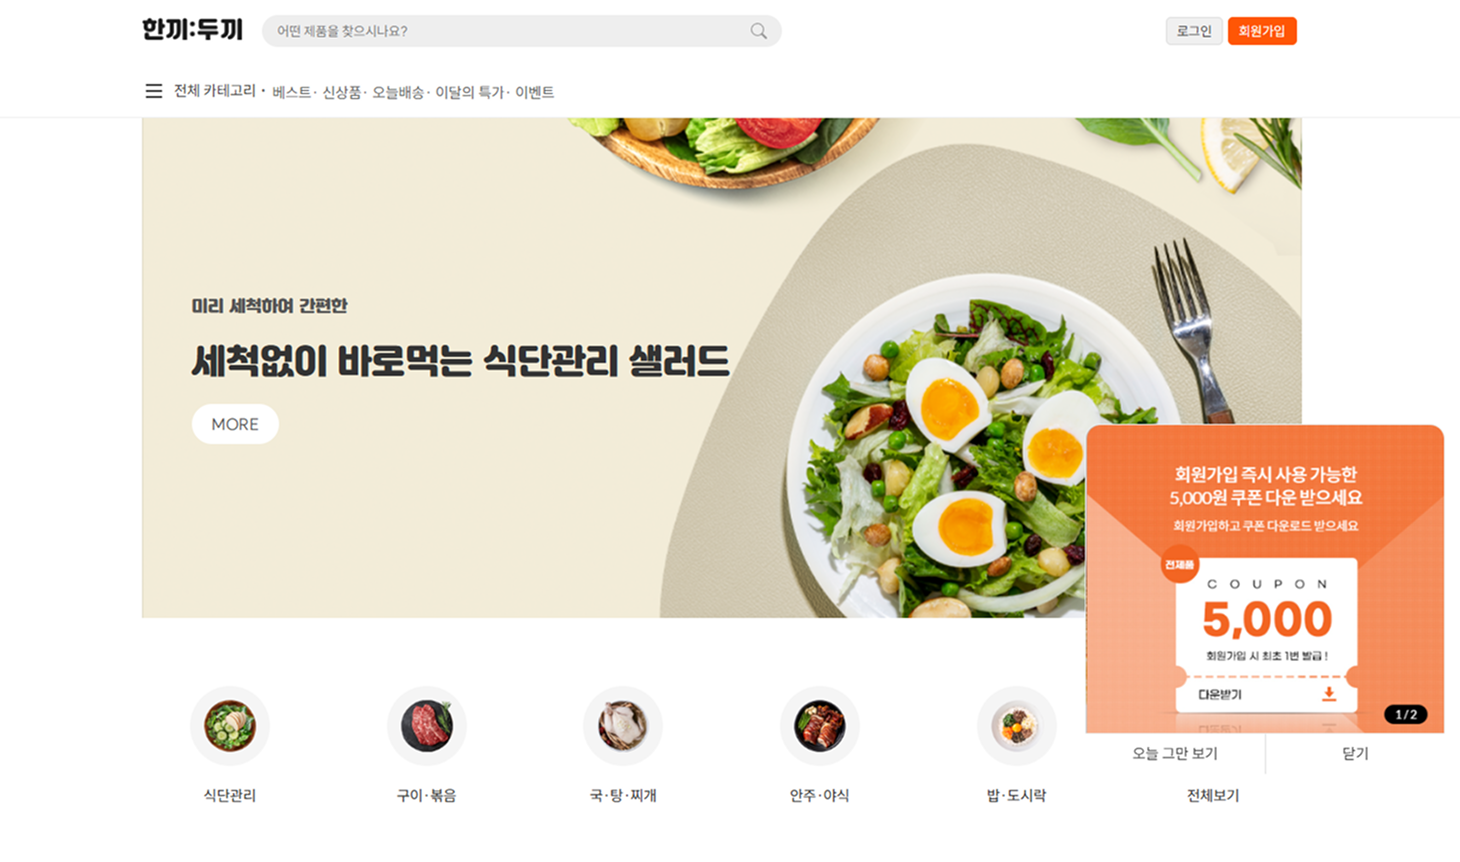 한끼:두끼
어떤 제품을 찾으시나요?
로그인
회원가입
전체 카테고리 · 베스트 · 신상품 · 오늘배송 · 이달의 특가 · 이벤트
미리 세척하여 간편한
세척없이 바로먹는 식단관리 샐러드
MORE
회원가입 즉시 사용 가능한
5,000원 쿠폰 다운 받으세요
회원가입하고 쿠폰 다운로드 받으세요
전제품
COUPON
5,000
회원가입 시 최초 1번 발급 !
다운받기
1/2
오늘 그만 보기
닫기
식단관리
구이·볶음
국·탕·찌개
안주·야식
밥·도시락
전체보기